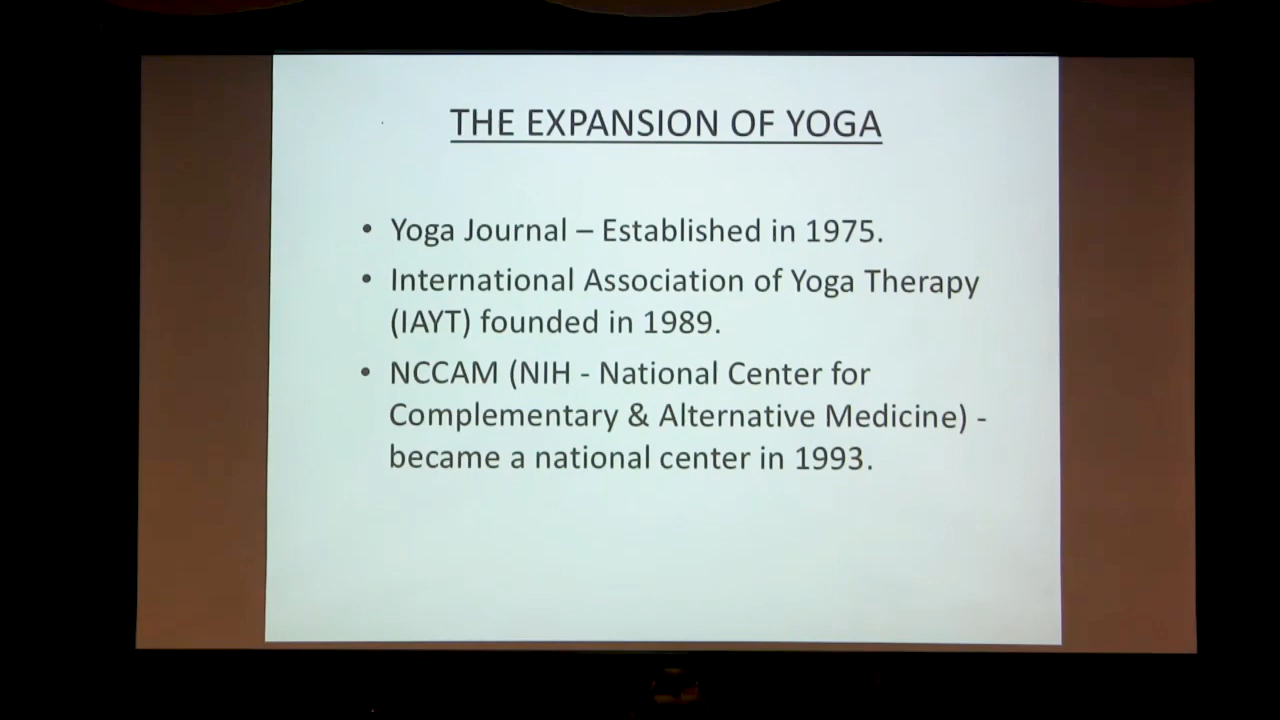 THE EXPANSION OF YOGA
• Yoga Journal – Established in 1975.
• International Association of Yoga Therapy
(IAYT) founded in 1989.
• NCCAM (NIH - National Center for
Complementary & Alternative Medicine) -
became a national center in 1993.